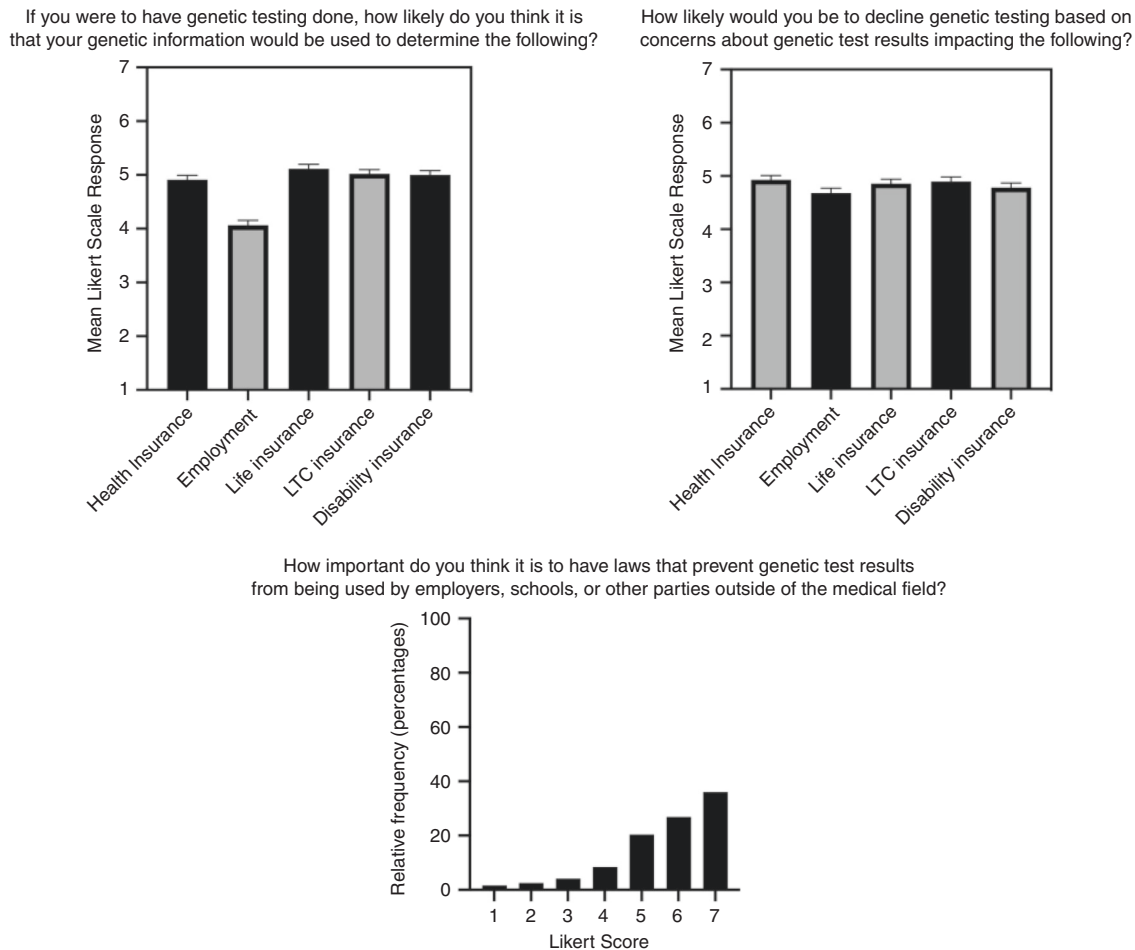 If you were to have genetic testing done, how likely do you think it is
that your genetic information would be used to determine the following?
7
6
5
4
3
2
1
Mean Likert Scale Response
Health Insurance
Employment
Life insurance
LTC insurance
Disability insurance
How likely would you be to decline genetic testing based on
concerns about genetic test results impacting the following?
7
6
5
4
3
2
1
Mean Likert Scale Response
Health Insurance
Employment
Life insurance
LTC insurance
Disability insurance
How important do you think it is to have laws that prevent genetic test results
from being used by employers, schools, or other parties outside of the medical field?
100
80
60
40
20
0
Relative frequency (percentages)
1 2 3 4 5 6 7
Likert Score